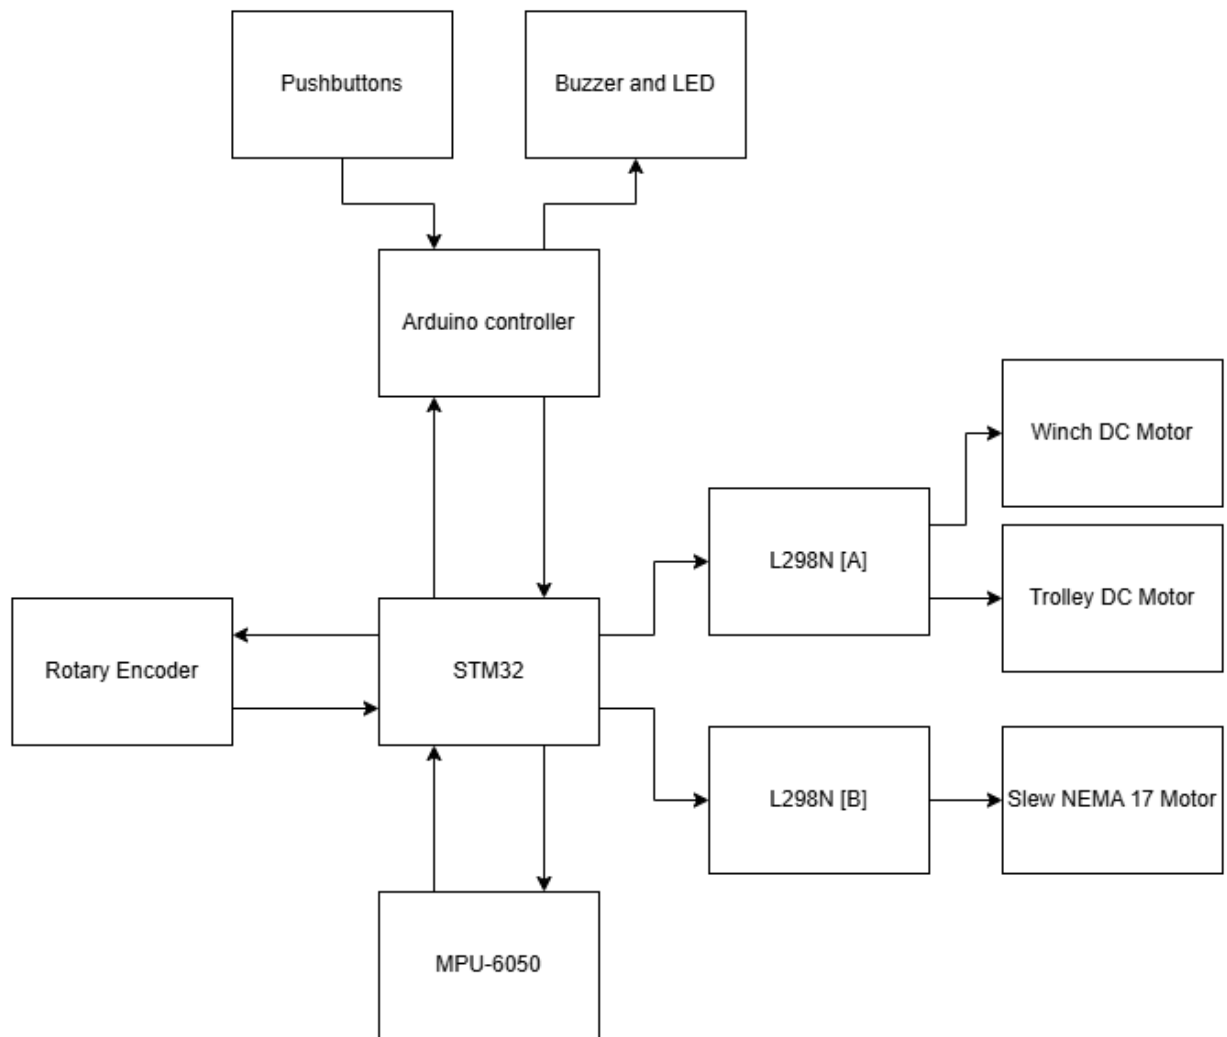 Pushbuttons
Buzzer and LED
Arduino controller
Winch DC Motor
L298N [A]
Trolley DC Motor
Rotary Encoder
STM32
L298N [B]
Slew NEMA 17 Motor
MPU-6050